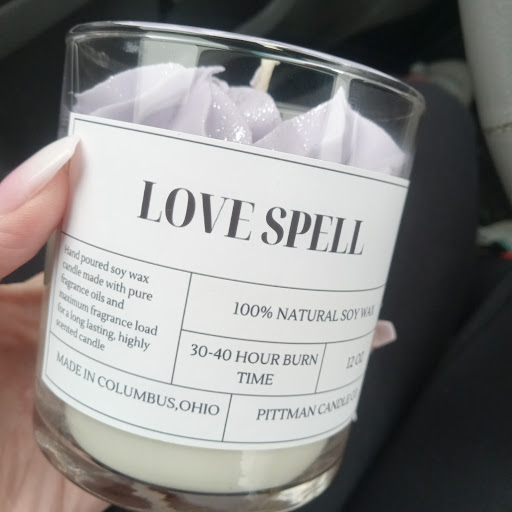 LOVE SPELL
Hand poured soy wax
candle made with pure
fragrance oils and
maximum fragrance load
for a long lasting, highly
scented candle
100% NATURAL SOY WAX
30-40 HOUR BURN
TIME
12 OZ
MADE IN COLUMBUS,OHIO
PITTMAN CANDLE